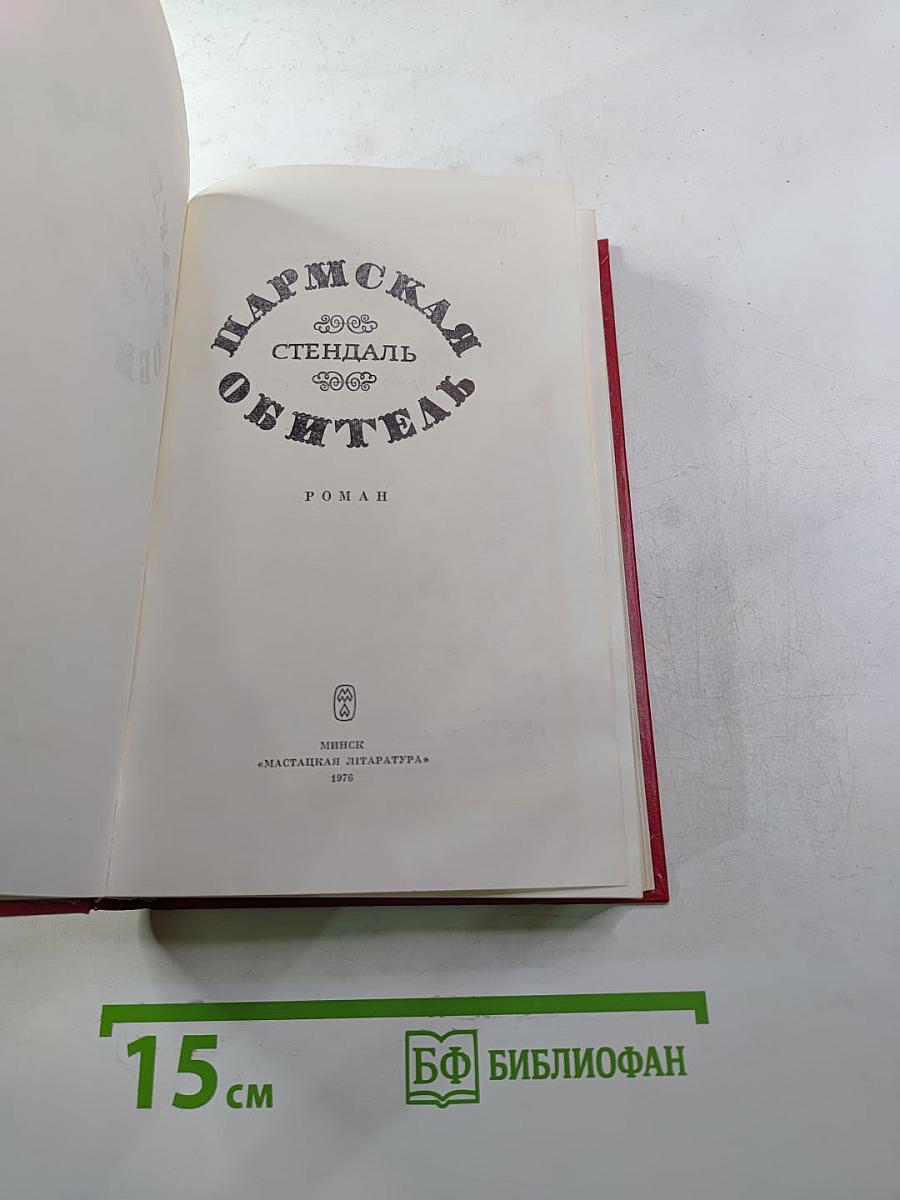 ПАРМСКАЯ
СТЕНДАЛЬ
ОБИТЕЛЬ
РОМАН
МИНСК
«МАСТАЦКАЯ ЛІТАРАТУРА»
1976
15 см
БФ БИБЛИОФАН